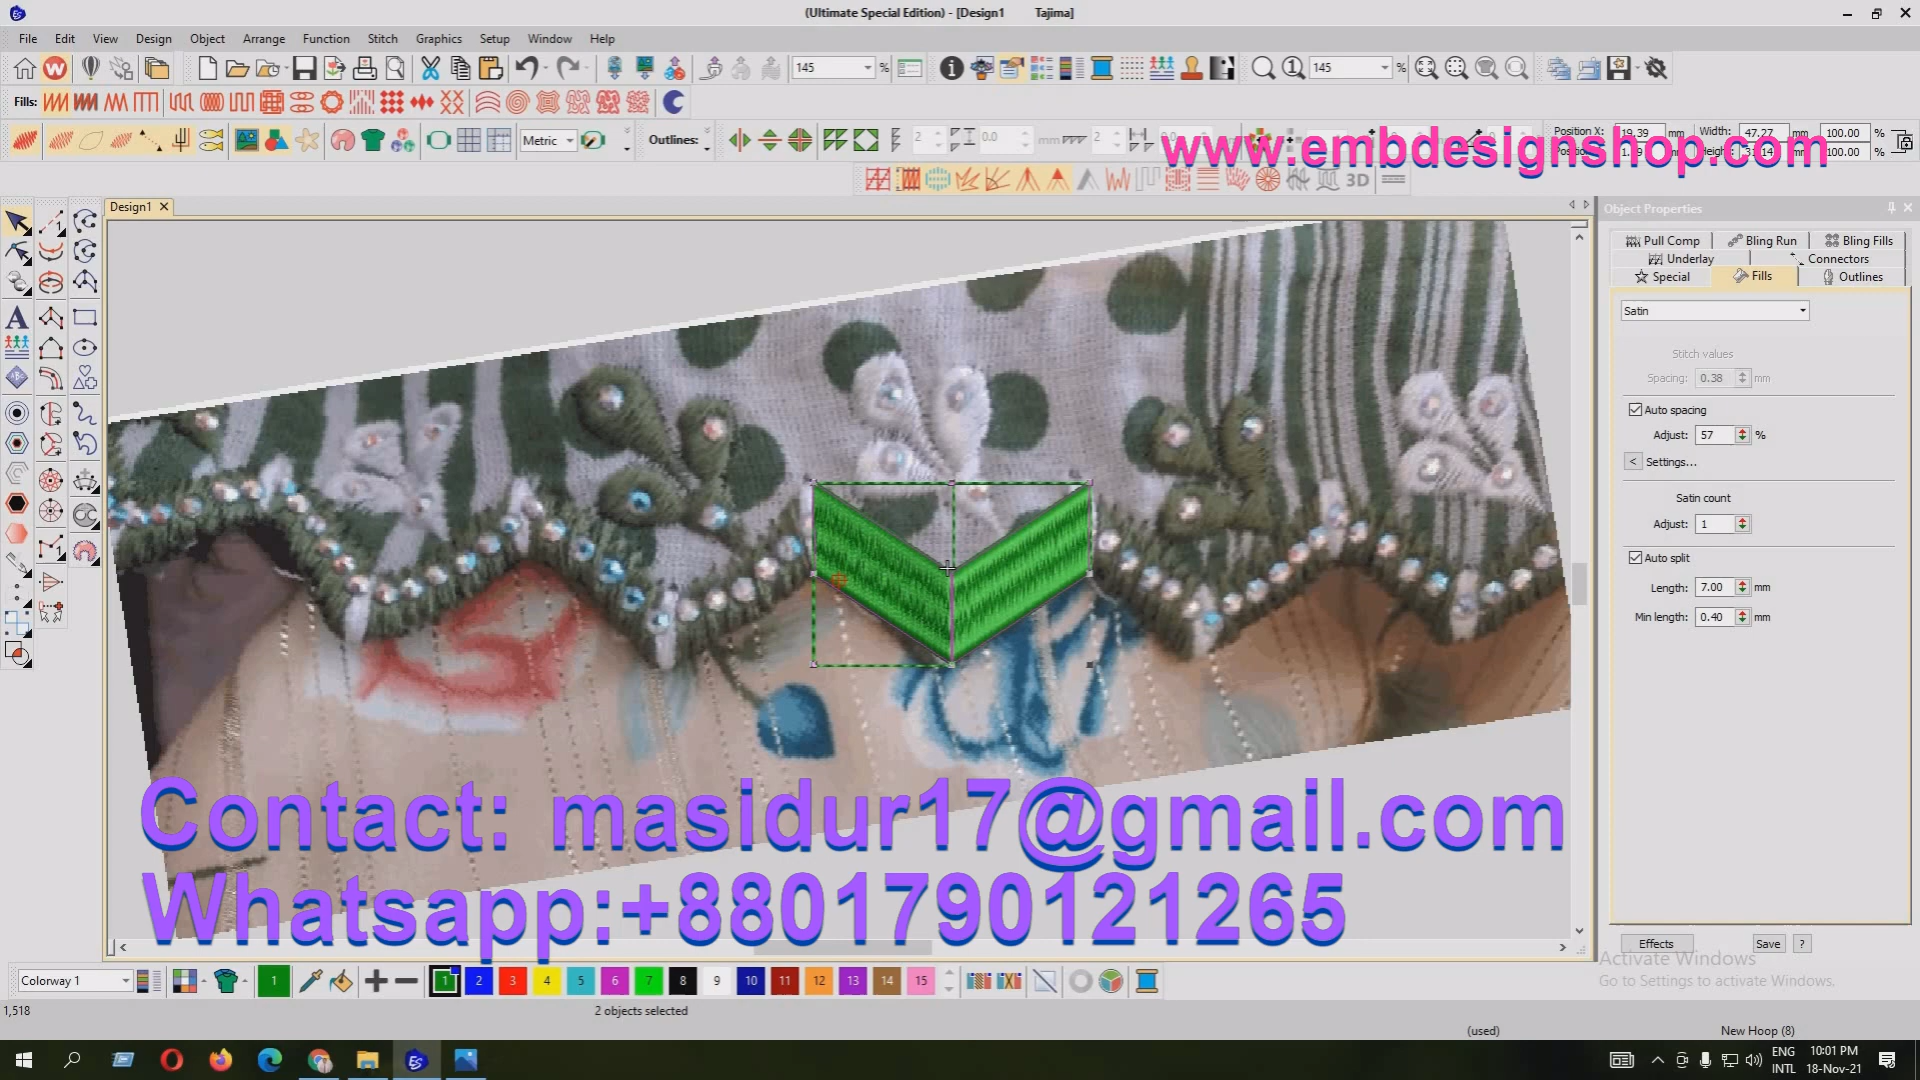 (Ultimate Special Edition) - [Design1 Tajima]
File Edit View Design Object Arrange Function Stitch Graphics Setup Window Help
145 %
145 %
Fills:
Metric
Outlines:
2
0.0 mm
2
Position X: 19.39 mm Width: 47.27 mm 100.00 %
100.00 %
www.embdesignshop.com
3D
Design1
Object Properties
Pull Comp Bling Run Bling Fills
Underlay Connectors
Special Fills Outlines
Satin
Stitch values
Spacing: 0.38 mm
Auto spacing
Adjust: 57 %
< Settings...
Satin count
Adjust: 1
Auto split
Length: 7.00 mm
Min length: 0.40 mm
Contact: masidur17@gmail.com
Whatsapp:+8801790121265
Effects Save ?
Activate Windows
Go to Settings to activate Windows.
Colorway 1
1
1 2 3 4 5 6 7 8 9 10 11 12 13 14 15
1,518
2 objects selected
(used)
New Hoop (8)
ENG
INTL
10:01 PM
18-Nov-21